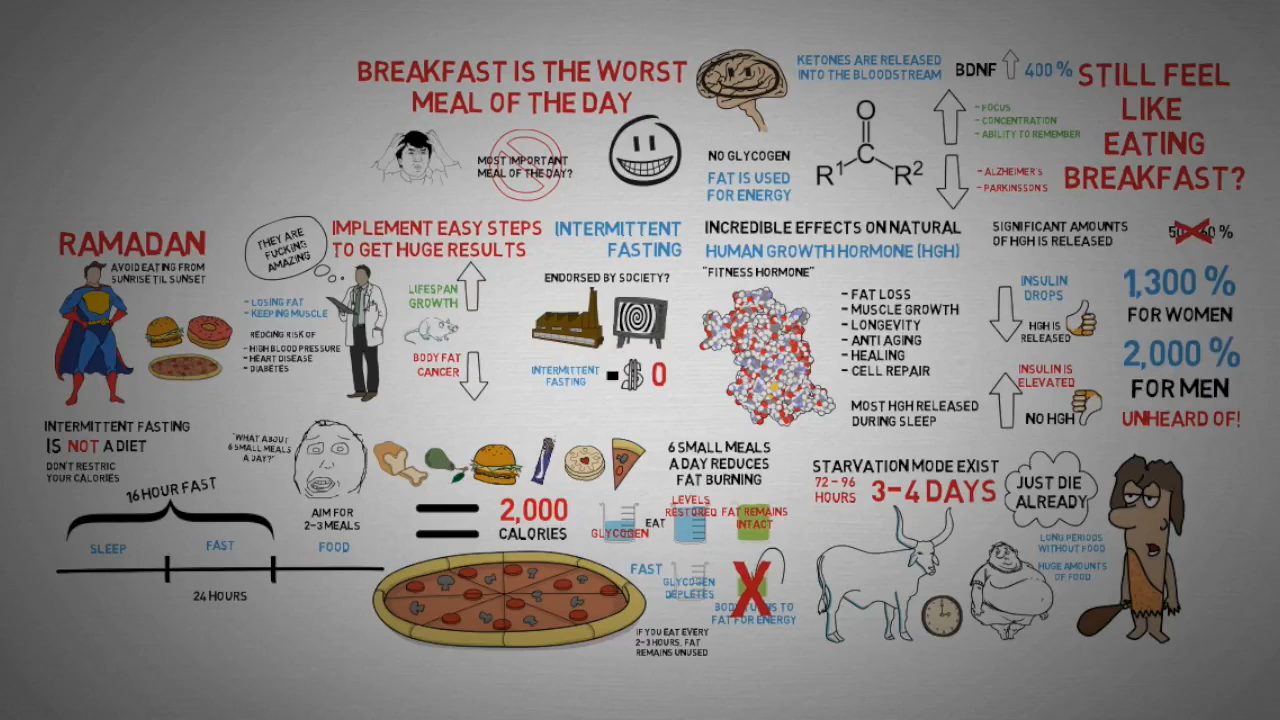 BREAKFAST IS THE WORST
MEAL OF THE DAY
MOST IMPORTANT
MEAL OF THE DAY?
NO GLYCOGEN
FAT IS USED
FOR ENERGY
KETONES ARE RELEASED
INTO THE BLOODSTREAM
BDNF 400 %
- FOCUS
- CONCENTRATION
- ABILITY TO REMEMBER
R¹ C R²
O
- ALZHEIMER'S
- PARKINSSON'S
STILL FEEL
LIKE
EATING
BREAKFAST?
RAMADAN
AVOID EATING FROM
SUNRISE TIL SUNSET
THEY ARE
FUCKING
AMAZING
- LOSING FAT
- KEEPING MUSCLE
REDCING RISK OF
- HIGH BLOOD PRESSURE
- HEART DISEASE
- DIABETES
IMPLEMENT EASY STEPS
TO GET HUGE RESULTS
LIFESPAN
GROWTH
BODY FAT
CANCER
INTERMITTENT
FASTING
ENDORSED BY SOCIETY?
INTERMITTENT
FASTING
= $ 0
INCREDIBLE EFFECTS ON NATURAL
HUMAN GROWTH HORMONE (HGH)
"FITNESS HORMONE"
- FAT LOSS
- MUSCLE GROWTH
- LONGEVITY
- ANTI AGING
- HEALING
- CELL REPAIR
MOST HGH RELEASED
DURING SLEEP
SIGNIFICANT AMOUNTS
OF HGH IS RELEASED
INSULIN
DROPS
HGH IS
RELEASED
INSULIN IS
ELEVATED
NO HGH
1,300 %
FOR WOMEN
2,000 %
FOR MEN
UNHEARD OF!
INTERMITTENT FASTING
IS NOT A DIET
DON'T RESTRIC
YOUR CALORIES
16 HOUR FAST
SLEEP
FAST
FOOD
24 HOURS
"WHAT ABOUT
6 SMALL MEALS
A DAY?"
AIM FOR
2-3 MEALS
2,000
CALORIES
6 SMALL MEALS
A DAY REDUCES
FAT BURNING
GLYCOGEN
EAT
LEVELS
RESTORED
FAT REMAINS
INTACT
FAST
GLYCOGEN
DEPLETES
TO
FAT FOR ENERGY
IF YOU EAT EVERY
2-3 HOURS, FAT
REMAINS UNUSED
STARVATION MODE EXIST
72 - 96
HOURS
3-4 DAYS
JUST DIE
ALREADY
LONG PERIODS
WITHOUT FOOD
HUGE AMOUNTS
OF FOOD